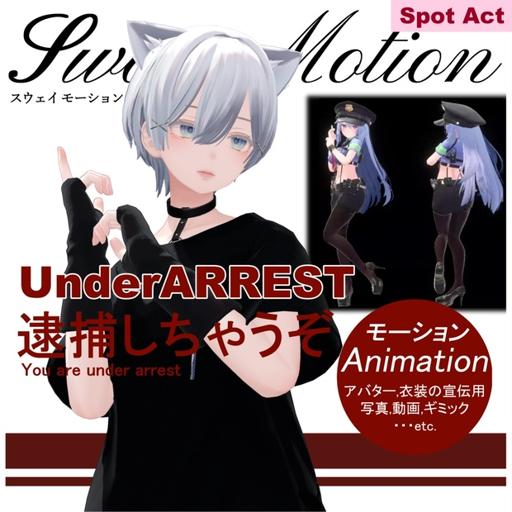 Spot Act
Motion
スウェイモーション
UnderARREST
逮捕しちゃうぞ
You are under arrest
モーション
Animation
アバター,衣装の宣伝用
写真,動画,ギミック
・・・etc.